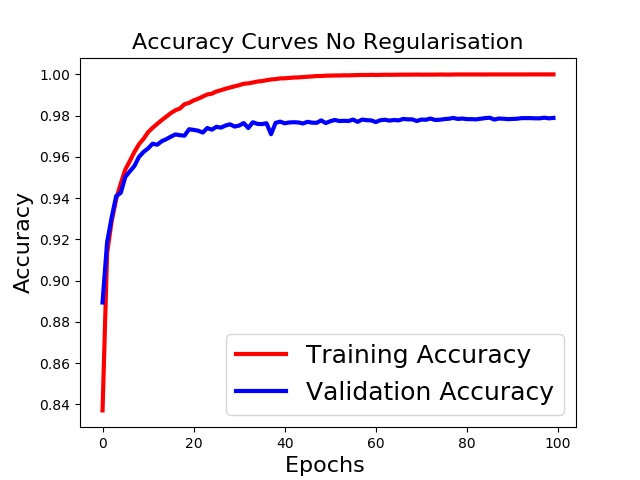 Accuracy Curves No Regularisation
1.00
0.98
0.96
0.94
0.92
0.90
0.88
0.86
0.84
Accuracy
Training Accuracy
Validation Accuracy
0 20 40 60 80 100
Epochs